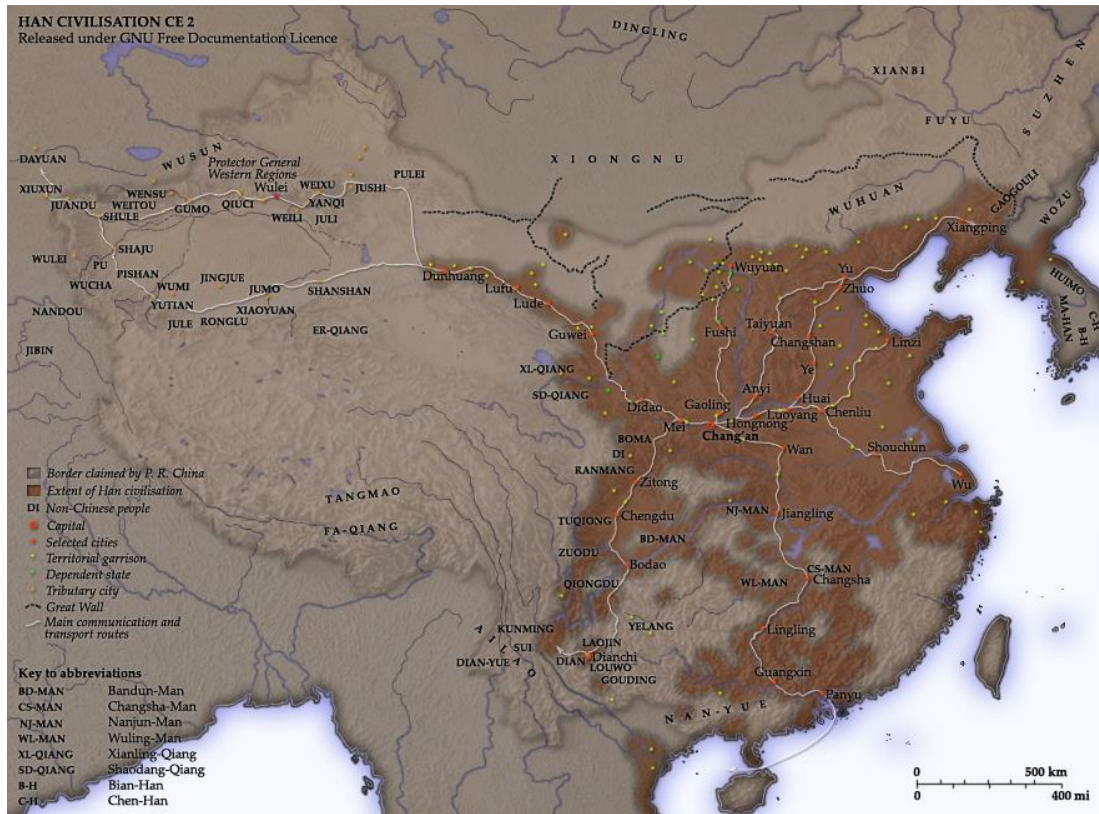 HAN CIVILISATION CE 2
Released under GNU Free Documentation Licence
DINGLING
XIANBI
SUZHEN
FUYU
WUSUN
DAYUAN
Protector General
Western Regions
XIONGNU
PULEI
Wulei
WEIXU
JUSHI
WUHUAN
GAOGOULI
WOZU
XIUXUN
JUANDU
WENSU
WEITOU
SHULE
GUMO
QIUCI
YANQI
WEILI
JULI
Xiangping
WULEI
SHAJU
PU
PISHAN
WUCHA
JINGJUE
WUMI
YUTIAN
JUMO
SHANSHAN
XIAOYUAN
JULE
RONGLU
ER-QIANG
NANDOU
JIBIN
Dunhuang
Lufu
Lude
Guwei
Wuyuan
Yu
Zhuo
HUIMO
MA-HAN
C-H
B-H
Fushi
Taiyuan
Changshan
Linzi
Ye
XL-QIANG
SD-QIANG
Anyi
Huai
Didao
Gaoling
Luoyang
Chenliu
Mei
Hongnong
Chang'an
BOMA
DI
Wan
Shouchun
RANMANG
Zitong
Wu
TANGMAO
FA-QIANG
TUQIONG
Chengdu
NJ-MAN
Jiangling
ZUODU
BD-MAN
Bodao
QIONGDU
WL-MAN
CS-MAN
Changsha
KUNMING
YELANG
SUI
LAOJIN
Lingling
AILAO
DIAN-YUE
DIAN
Dianchi
LOUWO
GOUDING
Guangxin
Panyu
NAN-YUE
Border claimed by P. R. China
Extent of Han civilisation
DI Non-Chinese people
Capital
Selected cities
Territorial garrison
Dependent state
Tributary city
Great Wall
Main communication and
transport routes
Key to abbreviations
BD-MAN Bandun-Man
CS-MAN Changsha-Man
NJ-MAN Nanjun-Man
WL-MAN Wuling-Man
XL-QIANG Xianling-Qiang
SD-QIANG Shaodang-Qiang
B-H Bian-Han
C-H Chen-Han
0 500 km
0 400 mi